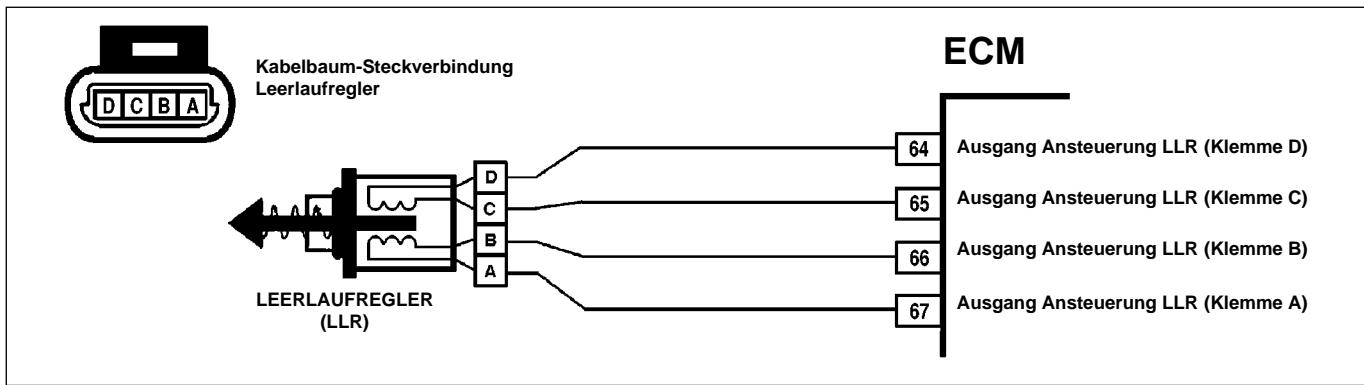 ECM
Kabelbaum-Steckverbindung
Leerlaufregler
D C B A
64 Ausgang Ansteuerung LLR (Klemme D)
D
65 Ausgang Ansteuerung LLR (Klemme C)
C
B
66 Ausgang Ansteuerung LLR (Klemme B)
A
LEERLAUFREGLER
(LLR)
67 Ausgang Ansteuerung LLR (Klemme A)